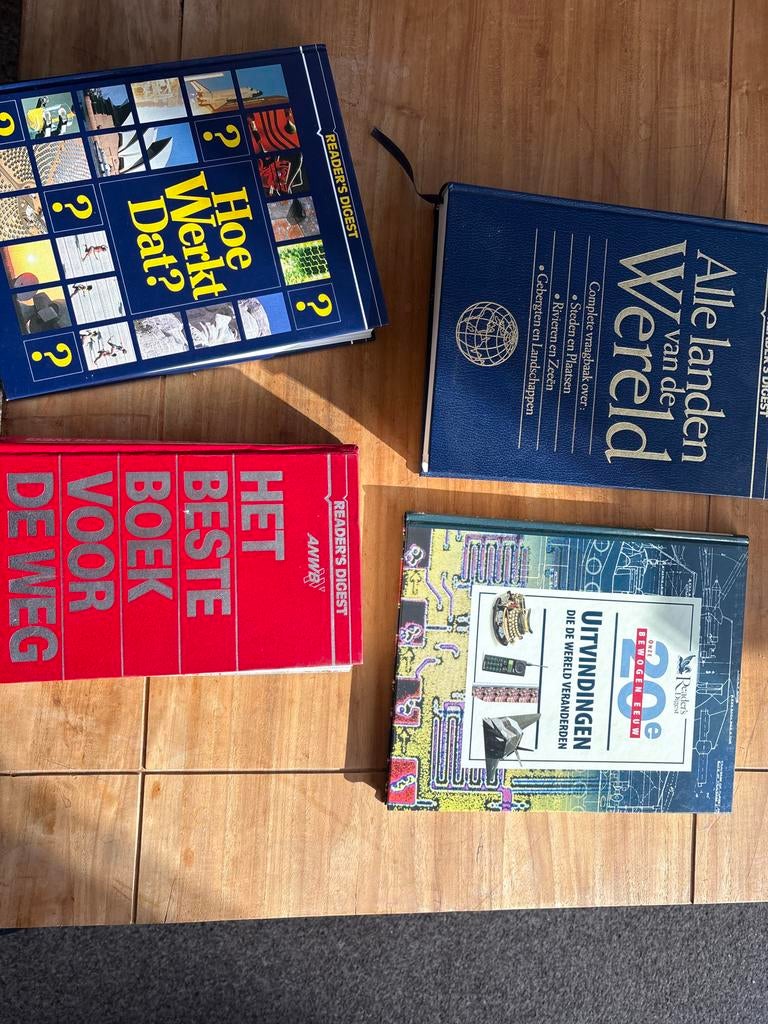 READER'S DIGEST
Hoe
Werkt
Dat?
?
?
?
?
?
READER'S DIGEST
Alle landen
van de
Wereld
Complete vraagbaak over:
• Steden en Plaatsen
• Rivieren en Zeeën
• Gebergten en Landschappen
READER'S DIGEST
ANWB
HET
BESTE
BOEK
VOOR
DE WEG
Reader's
Digest
ONZE
20e
BEWOGEN EEUW
UITVINDINGEN
DIE DE WERELD VERANDERDEN